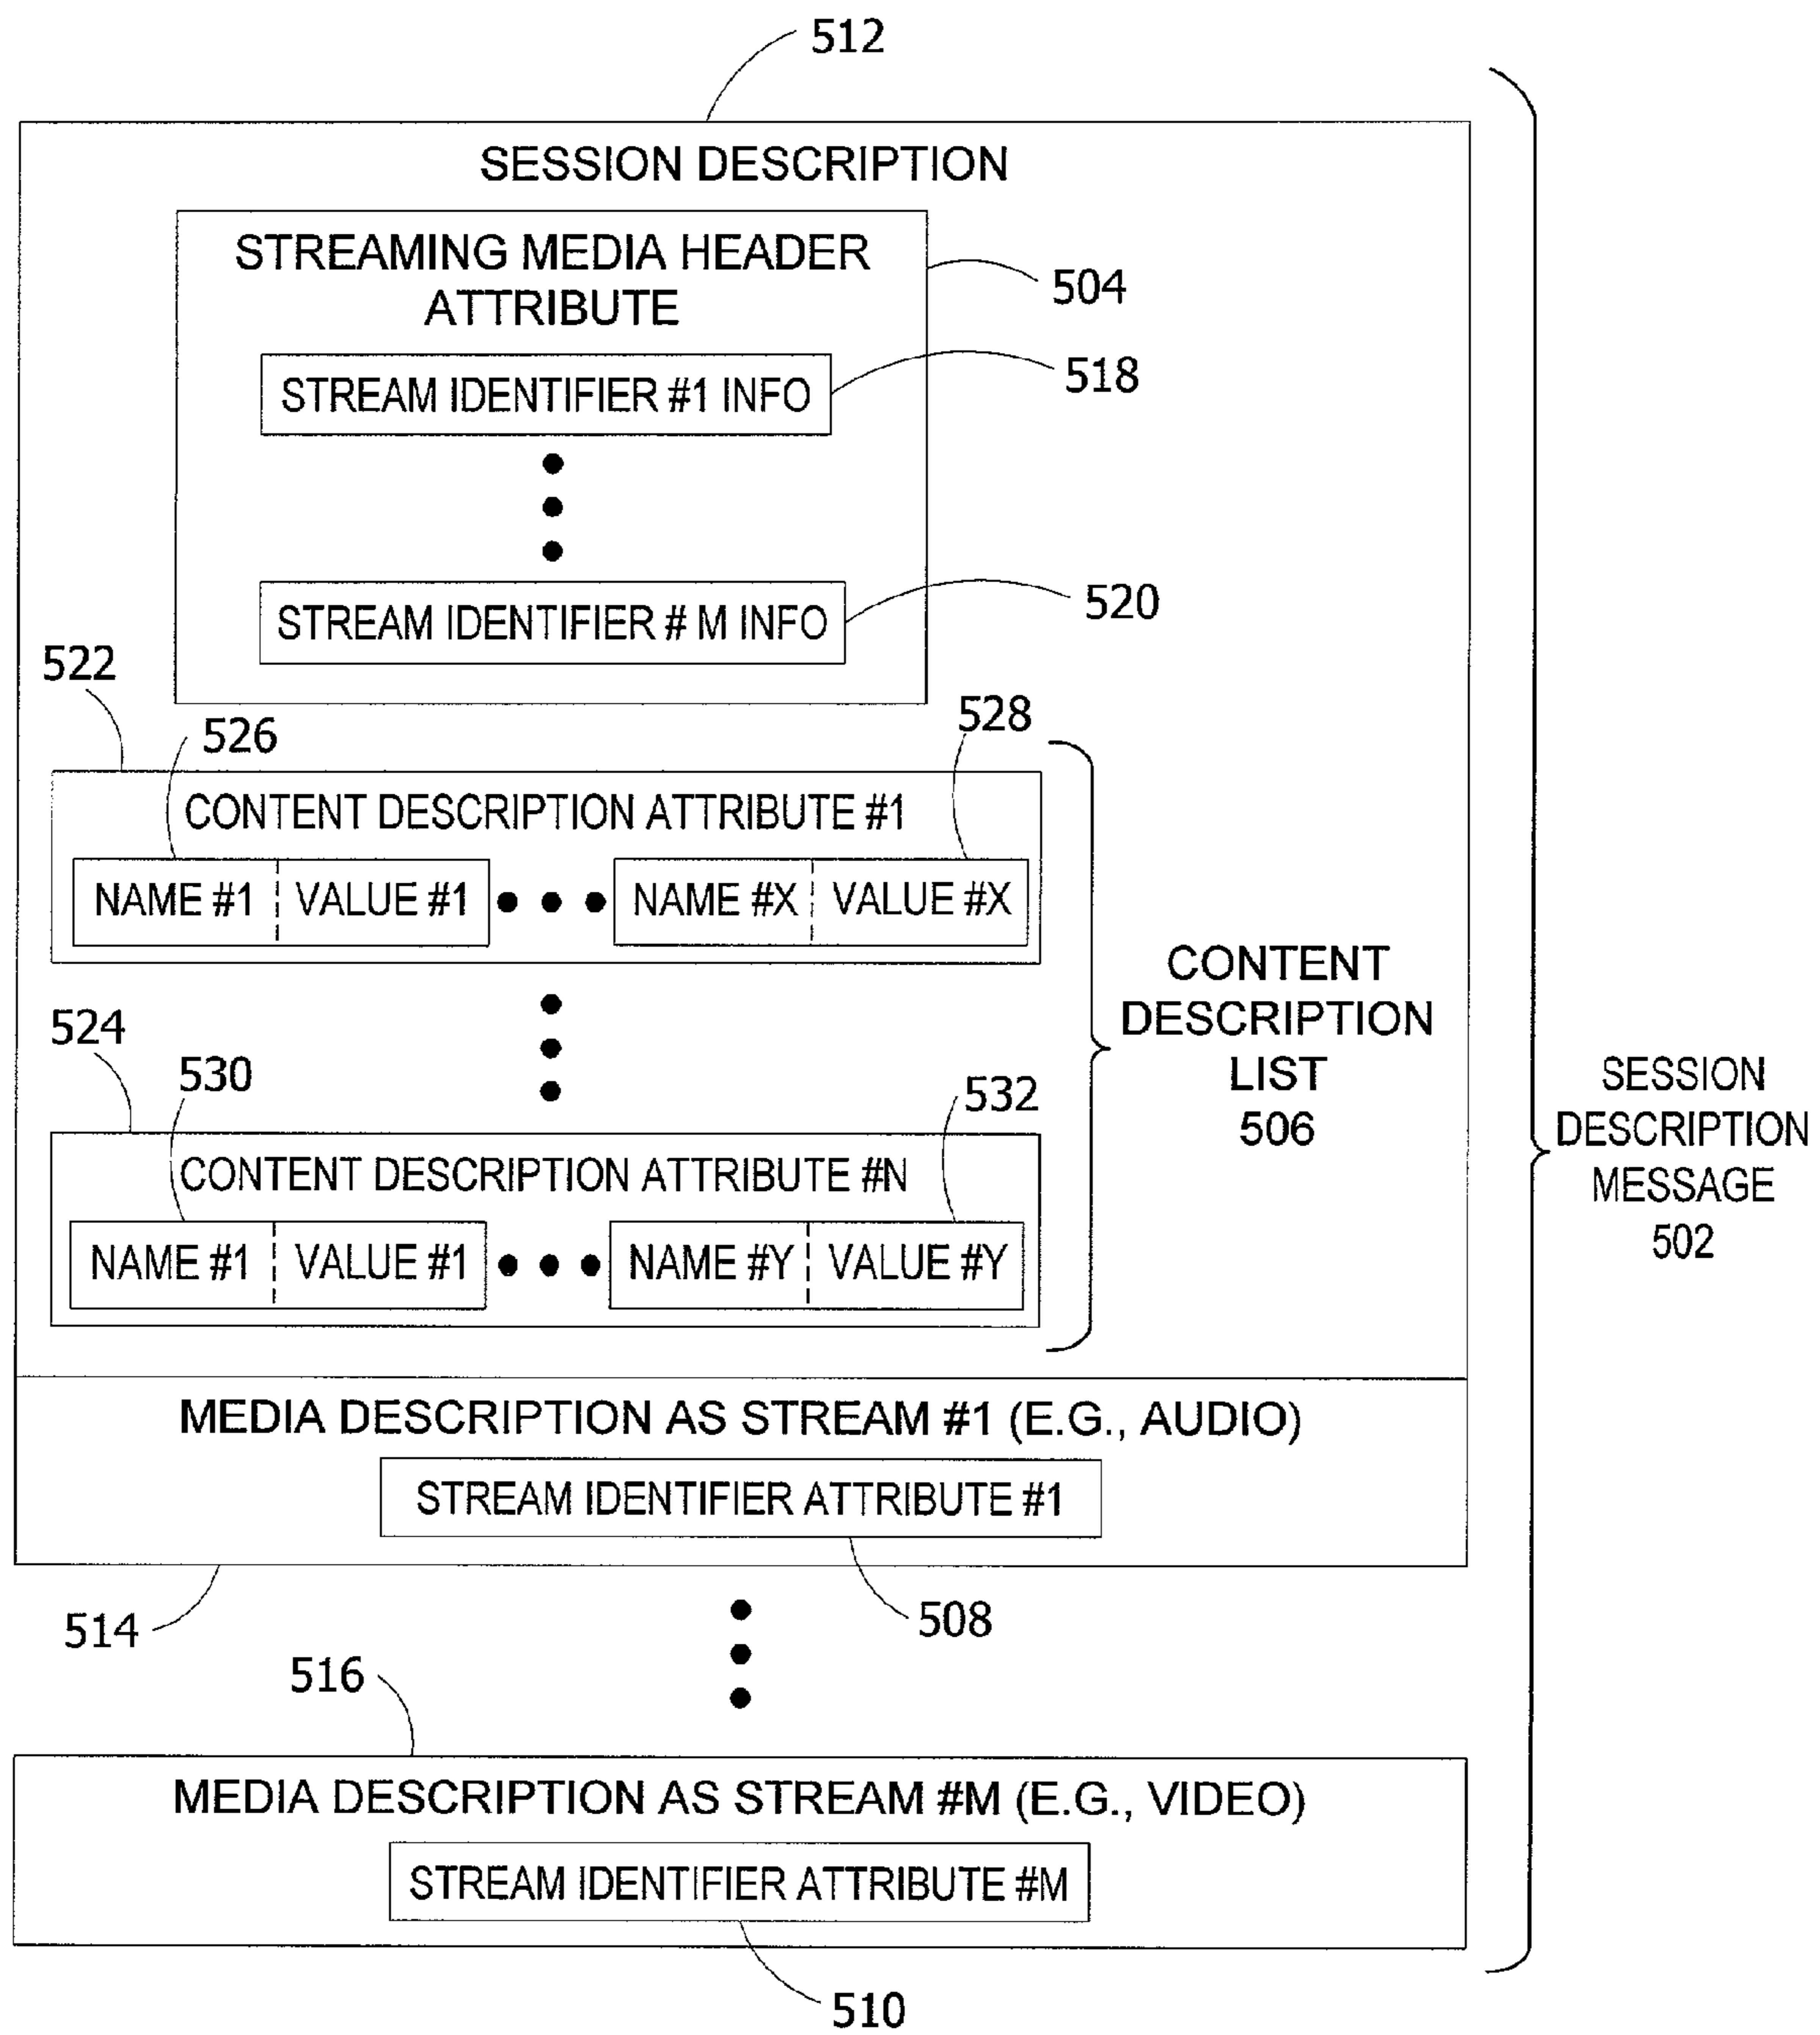 512
SESSION DESCRIPTION
STREAMING MEDIA HEADER
ATTRIBUTE
504
STREAM IDENTIFIER #1 INFO
518
STREAM IDENTIFIER # M INFO
520
522
526
528
CONTENT DESCRIPTION ATTRIBUTE #1
NAME #1 VALUE #1 NAME #X VALUE #X
524
530
532
CONTENT DESCRIPTION ATTRIBUTE #N
NAME #1 VALUE #1 NAME #Y VALUE #Y
CONTENT
DESCRIPTION
LIST
506
SESSION
DESCRIPTION
MESSAGE
502
MEDIA DESCRIPTION AS STREAM #1 (E.G., AUDIO)
STREAM IDENTIFIER ATTRIBUTE #1
514
508
516
MEDIA DESCRIPTION AS STREAM #M (E.G., VIDEO)
STREAM IDENTIFIER ATTRIBUTE #M
510